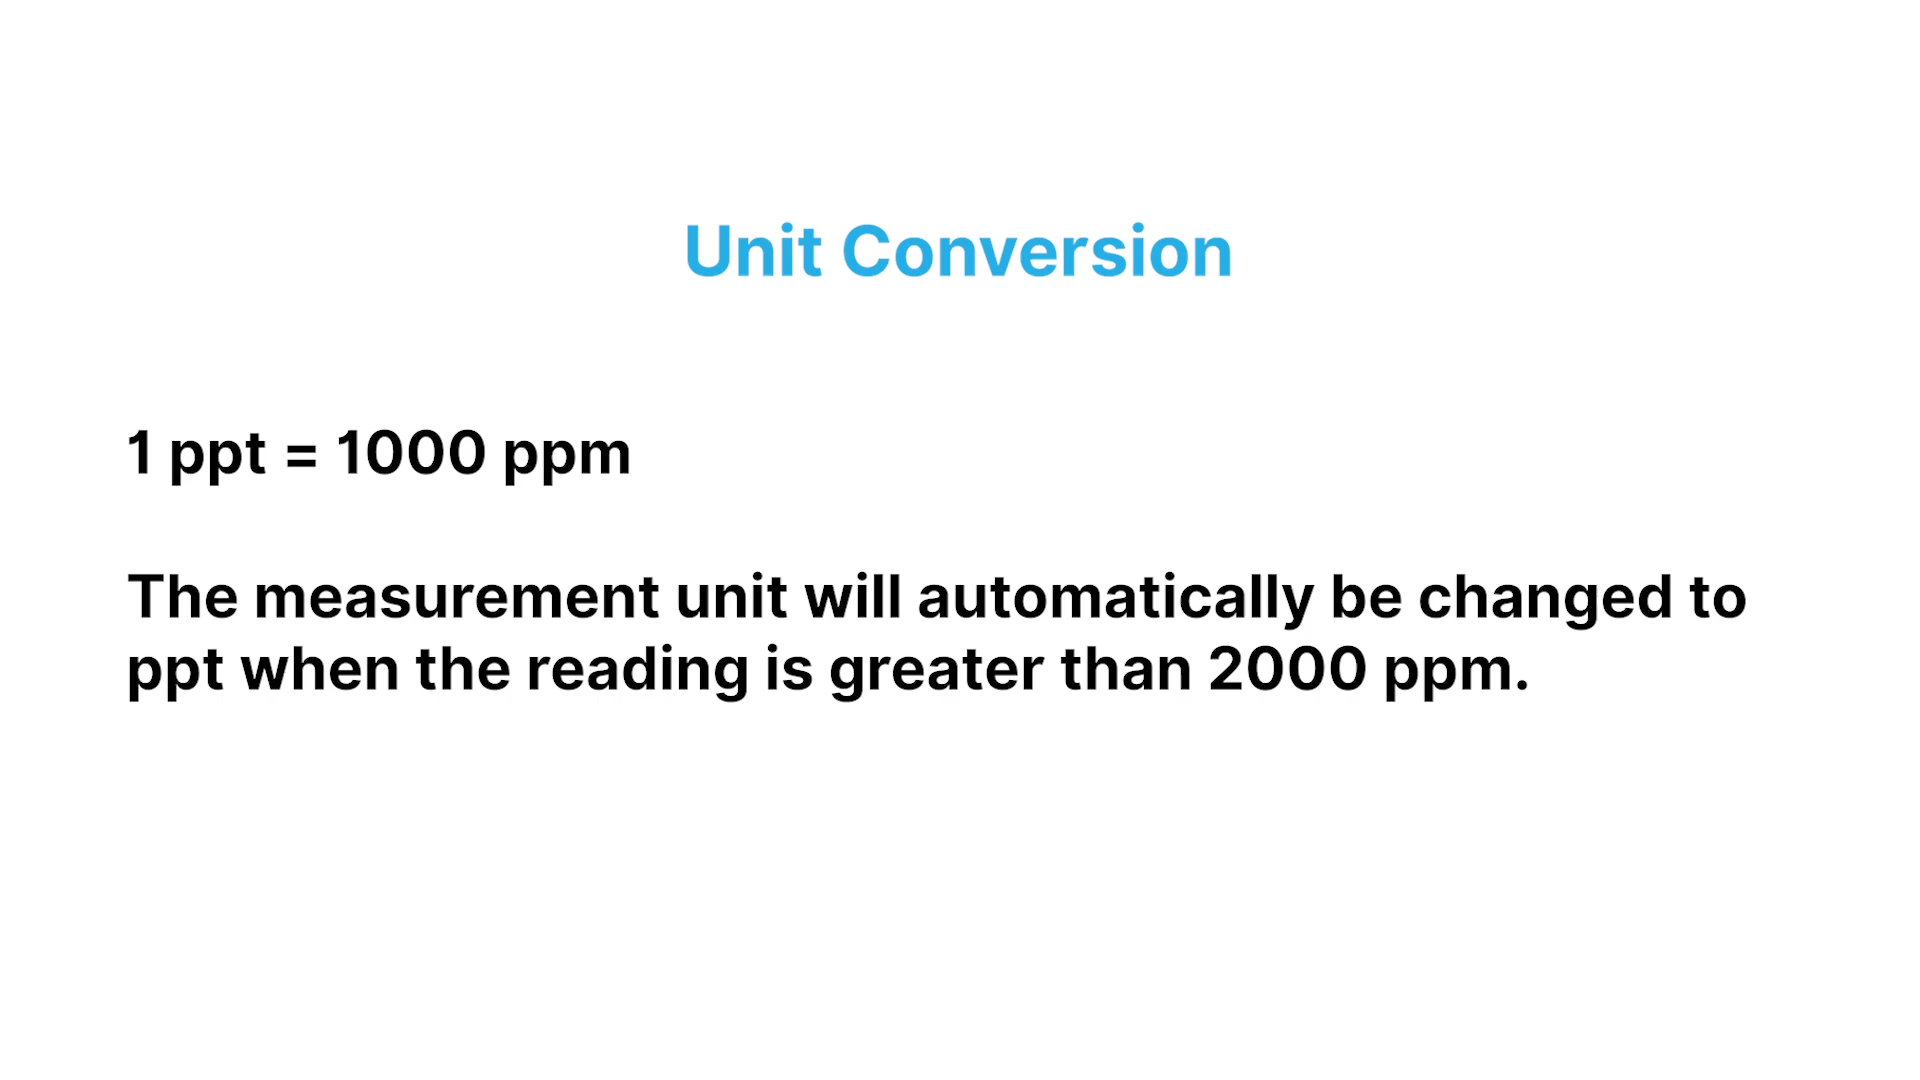 Unit Conversion
1 ppt = 1000 ppm
The measurement unit will automatically be changed to
ppt when the reading is greater than 2000 ppm.